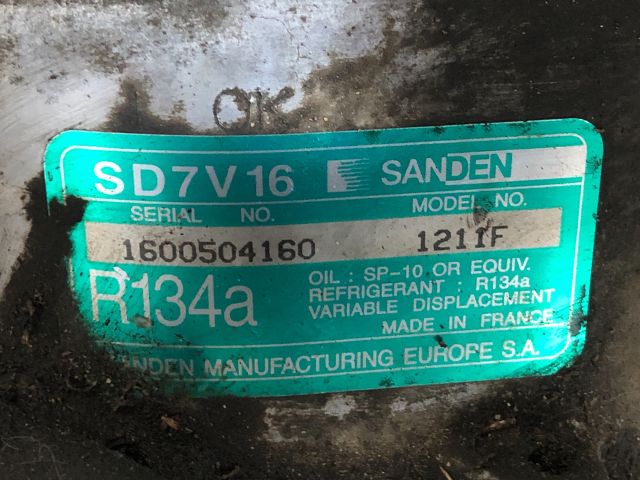 OK
SD7V16 SANDEN
SERIAL NO. MODEL NO.
1600504160 1211F
R134a
OIL : SP-10 OR EQUIV.
REFRIGERANT : R134a
VARIABLE DISPLACEMENT
MADE IN FRANCE
SANDEN MANUFACTURING EUROPE S.A.